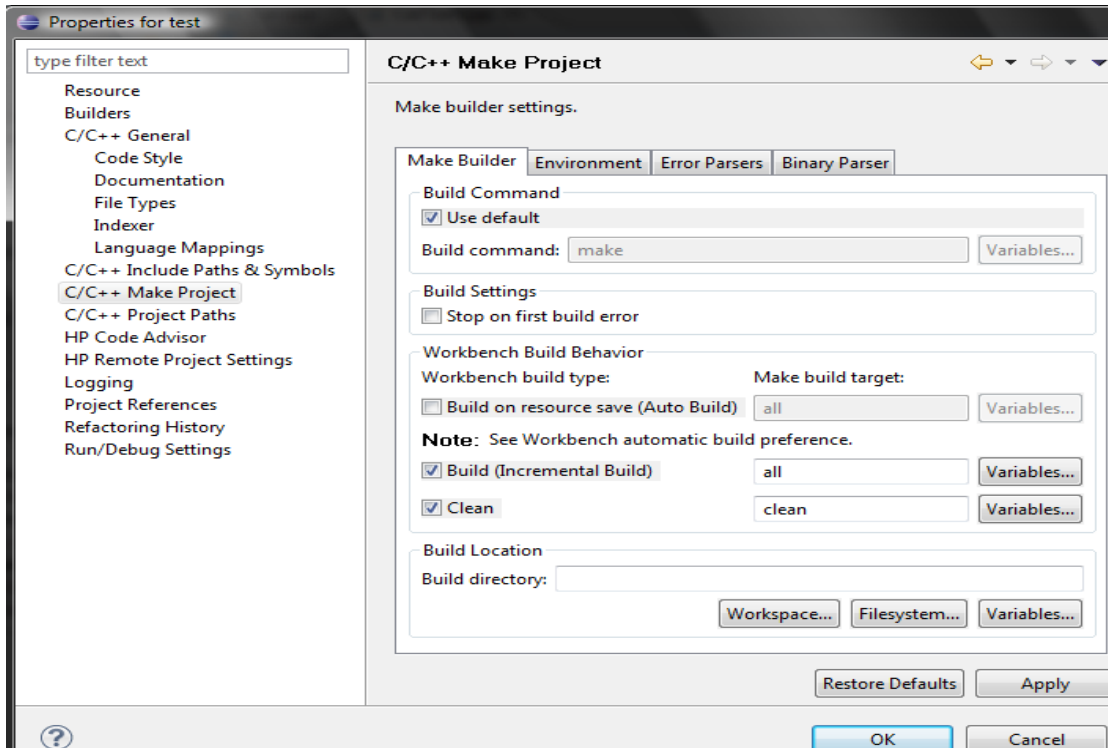 Properties for test
type filter text
Resource
Builders
C/C++ General
Code Style
Documentation
File Types
Indexer
Language Mappings
C/C++ Include Paths & Symbols
C/C++ Make Project
C/C++ Project Paths
HP Code Advisor
HP Remote Project Settings
Logging
Project References
Refactoring History
Run/Debug Settings
C/C++ Make Project
Make builder settings.
Make Builder Environment Error Parsers Binary Parser
Build Command
Use default
Build command: make Variables...
Build Settings
Stop on first build error
Workbench Build Behavior
Workbench build type: Make build target:
Build on resource save (Auto Build) all Variables...
Note: See Workbench automatic build preference.
Build (Incremental Build) all Variables...
Clean clean Variables...
Build Location
Build directory:
Workspace... Filesystem... Variables...
Restore Defaults Apply
? OK Cancel